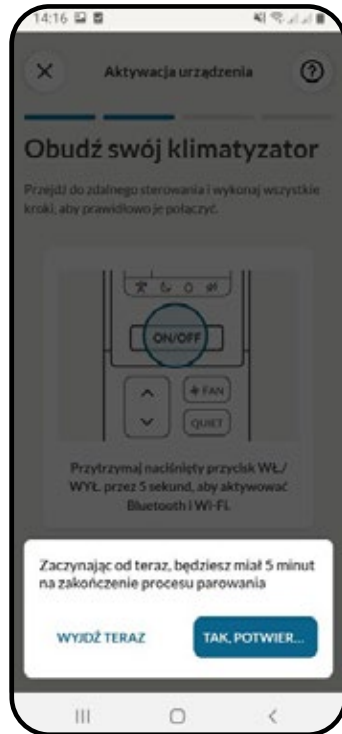 14:16
Aktywacja urządzenia
?
Obudź swój klimatyzator
Przejdź do zdalnego sterowania i wykonaj wszystkie
kroki, aby prawidłowo je połączyć.
ON/OFF
FAN
QUIET
Przytrzymaj naciśnięty przycisk WŁ./
WYŁ. przez 5 sekund, aby aktywować
Bluetooth i Wi-Fi.
Zaczynając od teraz, będziesz miał 5 minut
na zakończenie procesu parowania
WYJDŹ TERAZ
TAK, POTWIER...